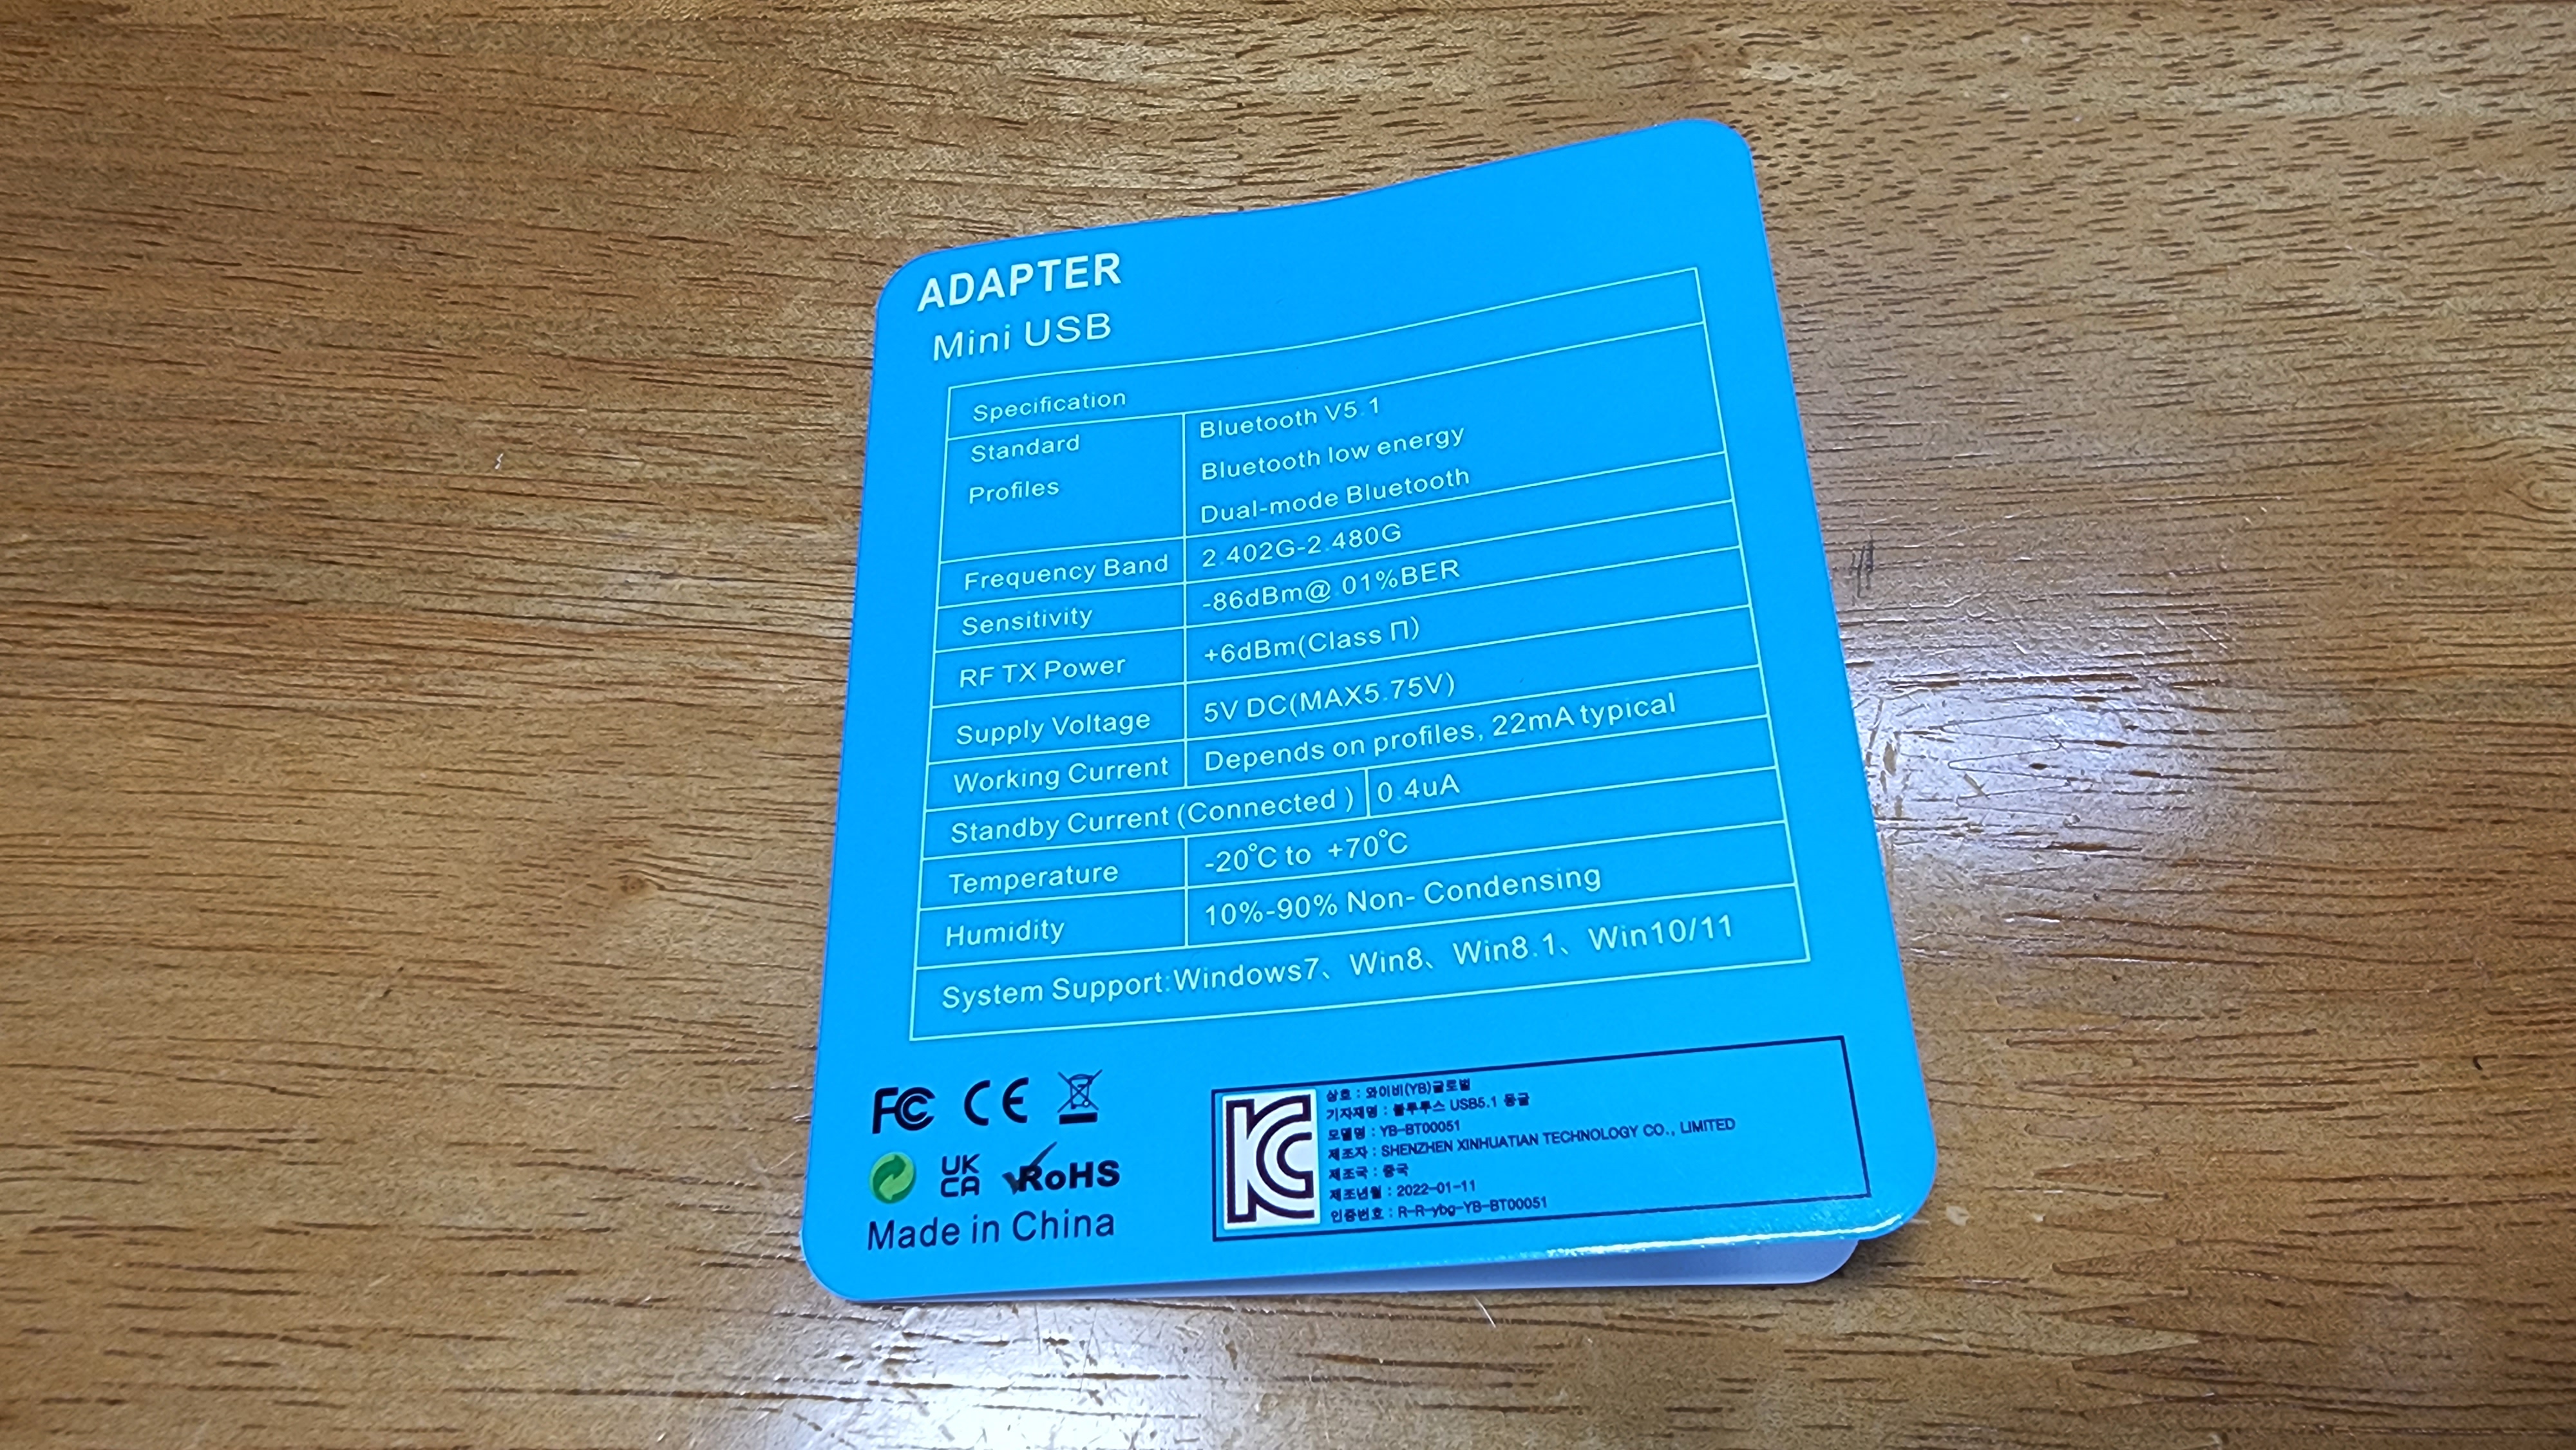 ADAPTER
Mini USB
Specification
Standard
Profiles
Bluetooth V5.1
Bluetooth low energy
Dual-mode Bluetooth
Frequency Band 2.402G-2.480G
Sensitivity -86dBm@.01%BER
RF TX Power +6dBm(Class Π)
Supply Voltage 5V DC(MAX5.75V)
Working Current Depends on profiles, 22mA typical
Standby Current (Connected ) 0.4uA
Temperature -20℃ to +70℃
Humidity 10%-90% Non- Condensing
System Support:Windows7、Win8、Win8.1、Win10/11
FC CE
UK
CA
RoHS
Made in China
KC
상호 : 와이비(YB)글로벌
기자재명 : 블루투스 USB5.1 동글
모델명 : YB-BT00051
제조자 : SHENZHEN XINHUATIAN TECHNOLOGY CO., LIMITED
제조국 : 중국
제조년월 : 2022-01-11
인증번호 : R-R-ybg-YB-BT00051